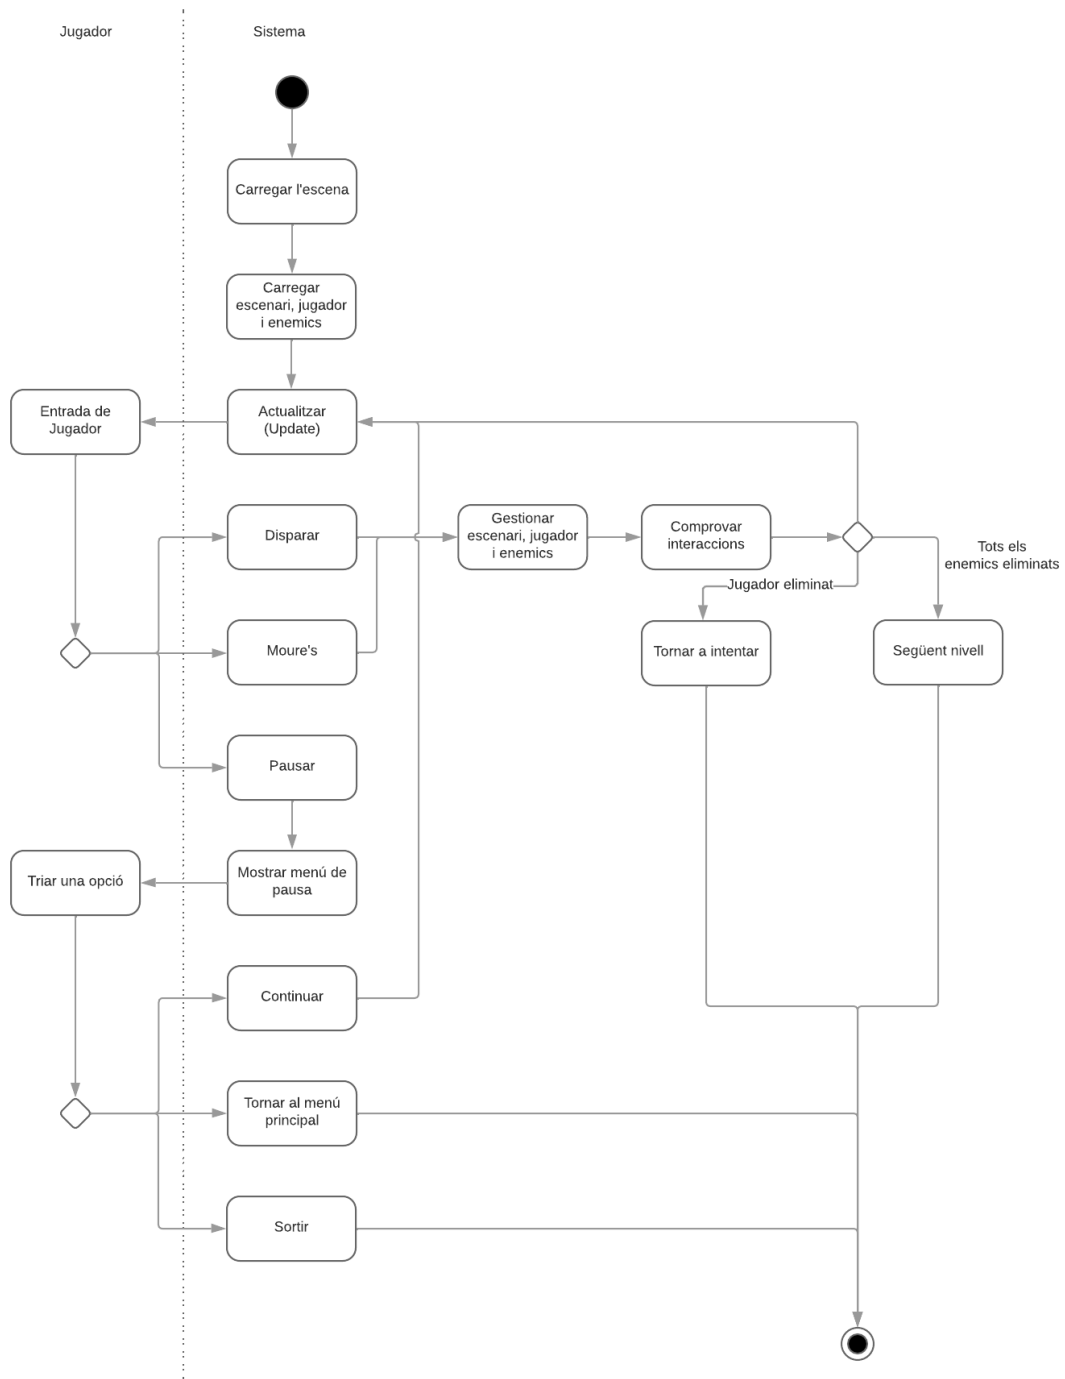 Jugador
Sistema
Carregar l'escena
Carregar
escenari, jugador
i enemics
Entrada de
Jugador
Actualitzar
(Update)
Disparar
Gestionar
escenari, jugador
i enemics
Comprovar
interaccions
Tots els
enemics eliminats
Jugador eliminat
Moure's
Tornar a intentar
Següent nivell
Pausar
Triar una opció
Mostrar menú de
pausa
Continuar
Tornar al menú
principal
Sortir